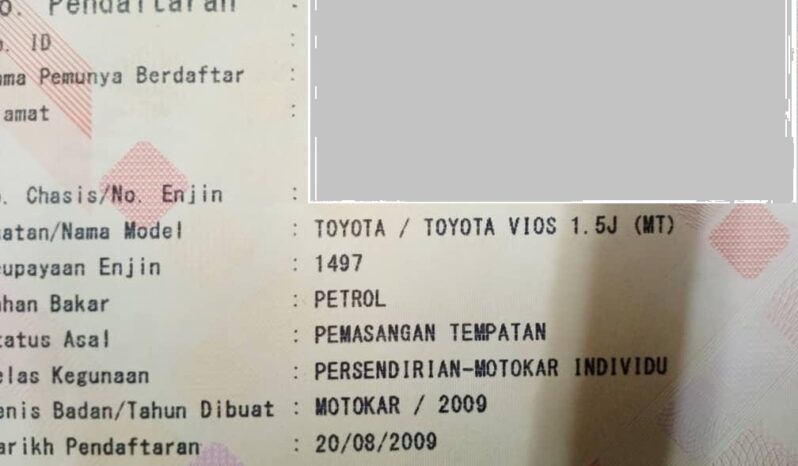 o. Pendaftaran :
o. ID :
ama Pemunya Berdaftar :
amat :
o. Chasis/No. Enjin :
uatan/Nama Model : TOYOTA / TOYOTA VIOS 1.5J (MT)
eupayaan Enjin : 1497
ahan Bakar : PETROL
tatus Asal : PEMASANGAN TEMPATAN
elas Kegunaan : PERSENDIRIAN-MOTOKAR INDIVIDU
enis Badan/Tahun Dibuat : MOTOKAR / 2009
arikh Pendaftaran : 20/08/2009